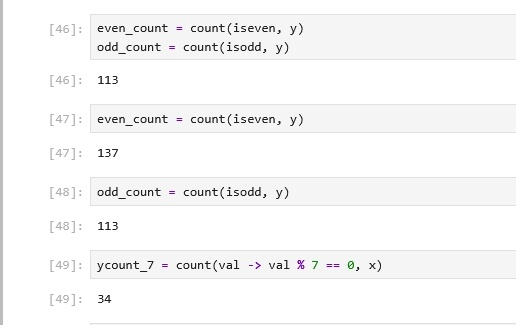 [46]: even_count = count(iseven, y)
odd_count = count(isodd, y)
[46]: 113
[47]: even_count = count(iseven, y)
[47]: 137
[48]: odd_count = count(isodd, y)
[48]: 113
[49]: ycount_7 = count(val -> val % 7 == 0, x)
[49]: 34